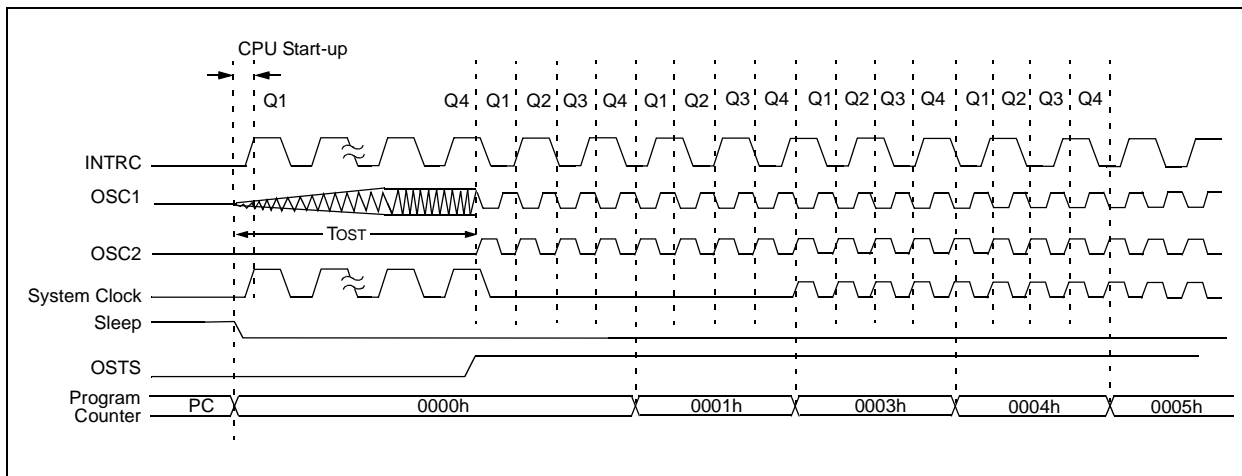 CPU Start-up
Q1 Q4 Q1 Q2 Q3 Q4 Q1 Q2 Q3 Q4 Q1 Q2 Q3 Q4 Q1 Q2 Q3 Q4
INTRC
OSC1
TOST
OSC2
System Clock
Sleep
OSTS
Program
Counter
PC 0000h 0001h 0003h 0004h 0005h